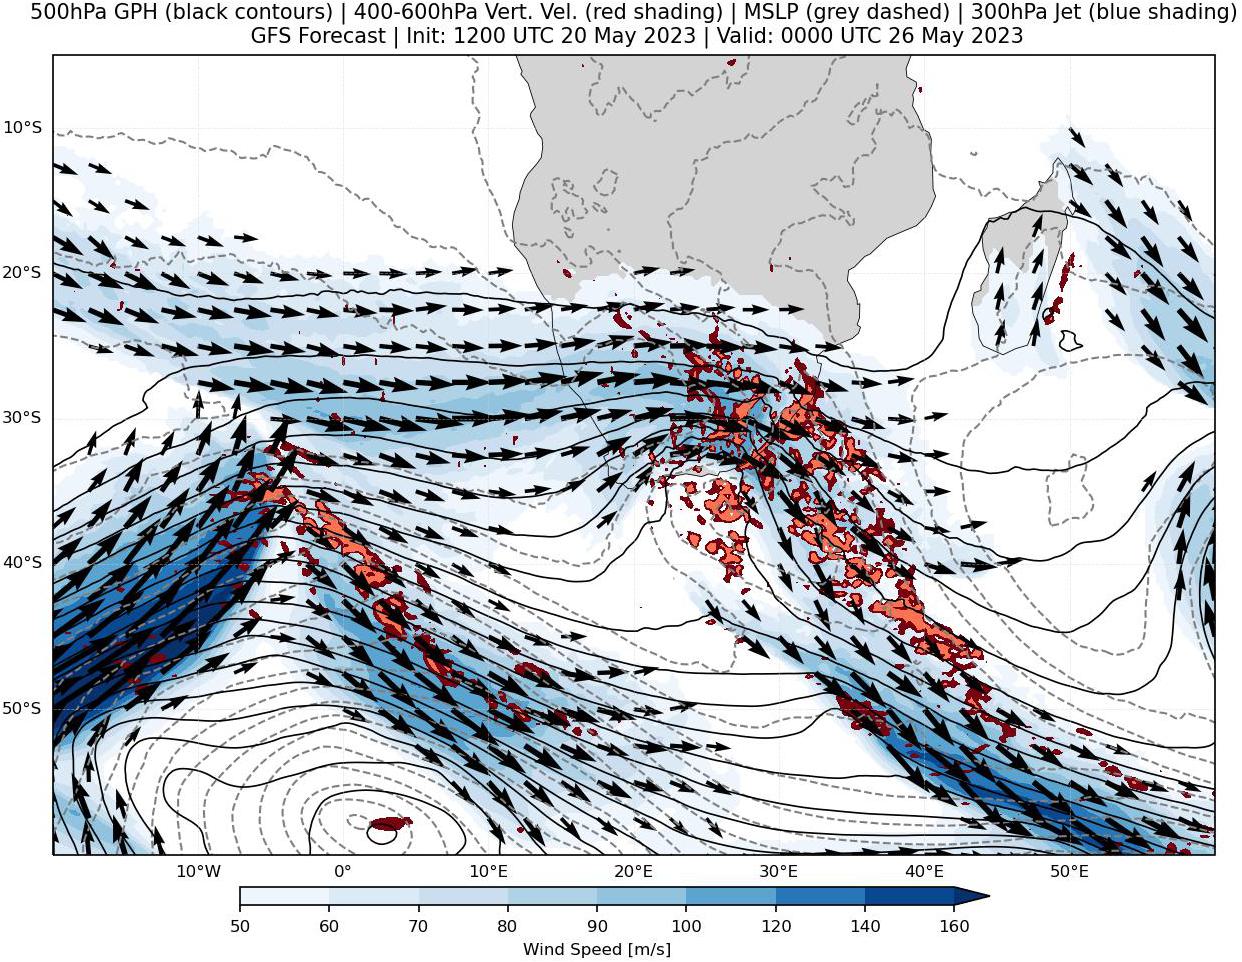 500hPa GPH (black contours) | 400-600hPa Vert. Vel. (red shading) | MSLP (grey dashed) | 300hPa Jet (blue shading)
GFS Forecast | Init: 1200 UTC 20 May 2023 | Valid: 0000 UTC 26 May 2023
10°S
20°S
30°S
40°S
50°S
10°W 0° 10°E 20°E 30°E 40°E 50°E
50 60 70 80 90 100 120 140 160
Wind Speed [m/s]